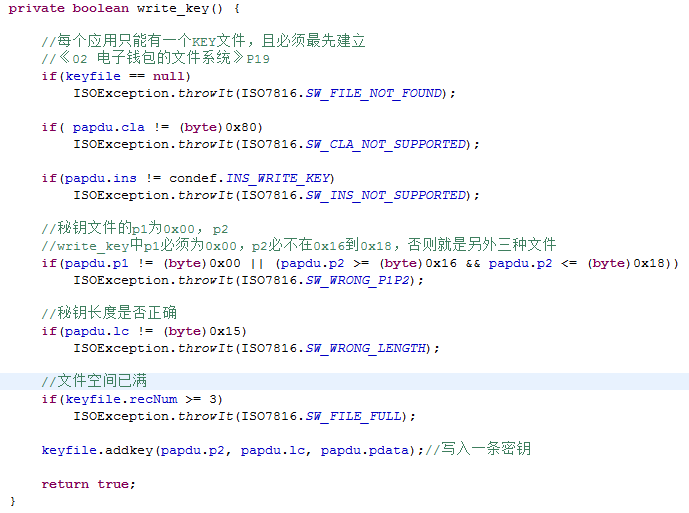 private boolean write_key() {
//每个应用只能有一个KEY文件，且必须最先建立
//《02 电子钱包的文件系统》P19
if(keyfile == null)
ISOException.throwIt(ISO7816.SW_FILE_NOT_FOUND);
if( papdu.cla != (byte)0x80)
ISOException.throwIt(ISO7816.SW_CLA_NOT_SUPPORTED);
if(papdu.ins != condef.INS_WRITE_KEY)
ISOException.throwIt(ISO7816.SW_INS_NOT_SUPPORTED);
//秘钥文件的p1为0x00, p2
//write_key中p1必须为0x00，p2必不在0x16到0x18，否则就是另外三种文件
if(papdu.p1 != (byte)0x00 || (papdu.p2 >= (byte)0x16 && papdu.p2 <= (byte)0x18))
ISOException.throwIt(ISO7816.SW_WRONG_P1P2);
//秘钥长度是否正确
if(papdu.lc != (byte)0x15)
ISOException.throwIt(ISO7816.SW_WRONG_LENGTH);
//文件空间已满
if(keyfile.recNum >= 3)
ISOException.throwIt(ISO7816.SW_FILE_FULL);
keyfile.addkey(papdu.p2, papdu.lc, papdu.pdata);//写入一条密钥
return true;
}